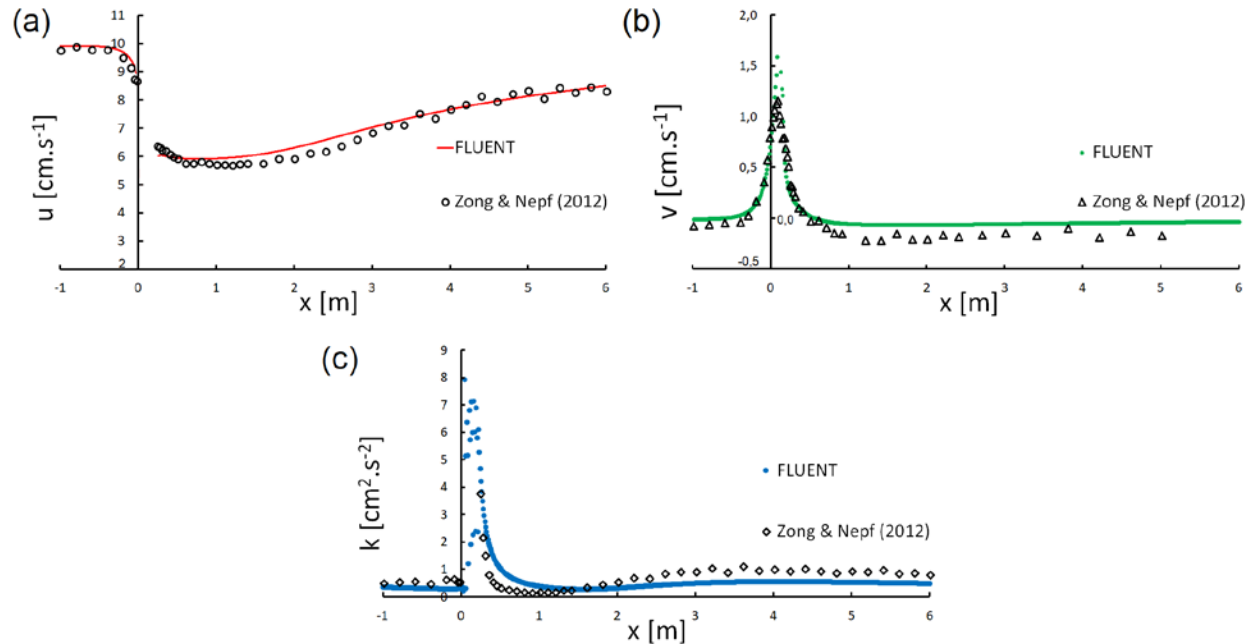 (a)
11
10
9
8
7
6
5
4
3
2
u [cm.s⁻¹]
FLUENT
Zong & Nepf (2012)
-1 0 1 2 3 4 5 6
x [m]
(b)
2,0
1,5
1,0
0,5
0,0
-0,5
v [cm.s⁻¹]
FLUENT
Zong & Nepf (2012)
-1 0 1 2 3 4 5 6
x [m]
(c)
9
8
7
6
5
4
3
2
1
0
k [cm².s⁻²]
FLUENT
Zong & Nepf (2012)
-1 0 1 2 3 4 5 6
x [m]